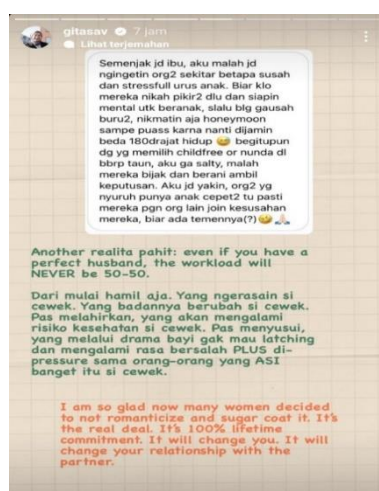 gitasav 7 jam
Lihat terjemahan
Semenjak jd ibu, aku malah jd
ngingetin org2 sekitar betapa susah
dan stressfull urus anak. Biar klo
mereka nikah pikir2 dlu dan siapin
mental utk beranak, slalu blg gausah
buru2, nikmatin aja honeymoon
sampe puass karna nanti dijamin
beda 180drajat hidup 😅 begitupun
dg yg memilih childfree or nunda dl
bbrp taun, aku ga salty, malah
mereka bijak dan berani ambil
keputusan. Aku jd yakin, org2 yg
nyuruh punya anak cepet2 tu pasti
mereka pgn org lain join kesusahan
mereka, biar ada temennya(?)🤣🙏🏻
Another realita pahit: even if you have a
perfect husband, the workload will
NEVER be 50-50.
Dari mulai hamil aja. Yang ngerasain si
cewek. Yang badannya berubah si cewek.
Pas melahirkan, yang akan mengalami
risiko kesehatan si cewek. Pas menyusui,
yang melalui drama bayi gak mau latching
dan mengalami rasa bersalah PLUS di-
pressure sama orang-orang yang ASI
banget itu si cewek.
I am so glad now many women decided
to not romanticize and sugar coat it. It's
the real deal. It's 100% lifetime
commitment. It will change you. It will
change your relationship with the
partner.